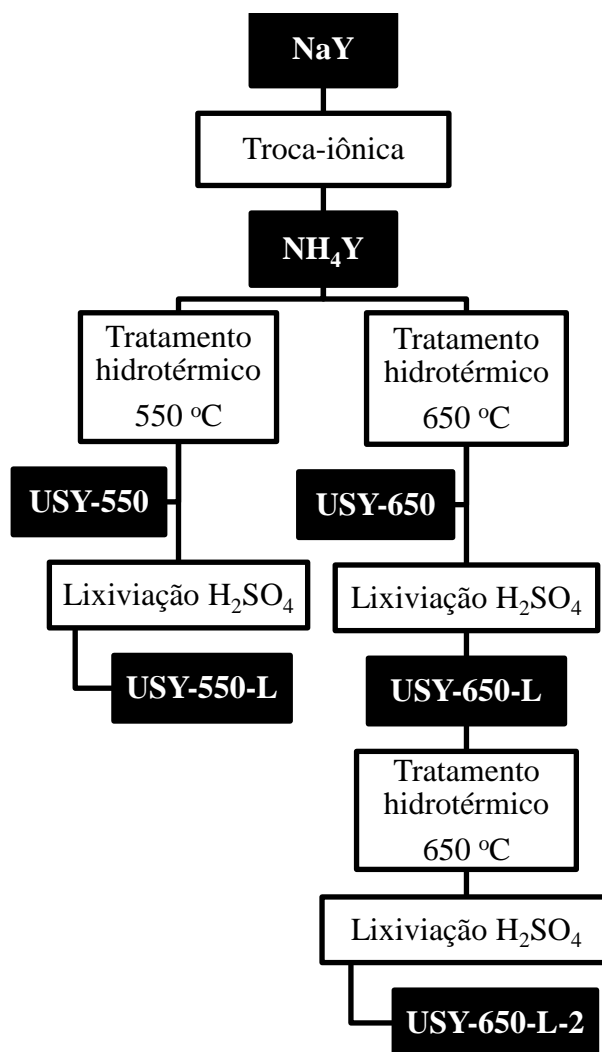 NaY
Troca-iônica
NH₄Y
Tratamento
hidrotérmico
550 ºC
Tratamento
hidrotérmico
650 ºC
USY-550
USY-650
Lixiviação H₂SO₄
Lixiviação H₂SO₄
USY-550-L
USY-650-L
Tratamento
hidrotérmico
650 ºC
Lixiviação H₂SO₄
USY-650-L-2